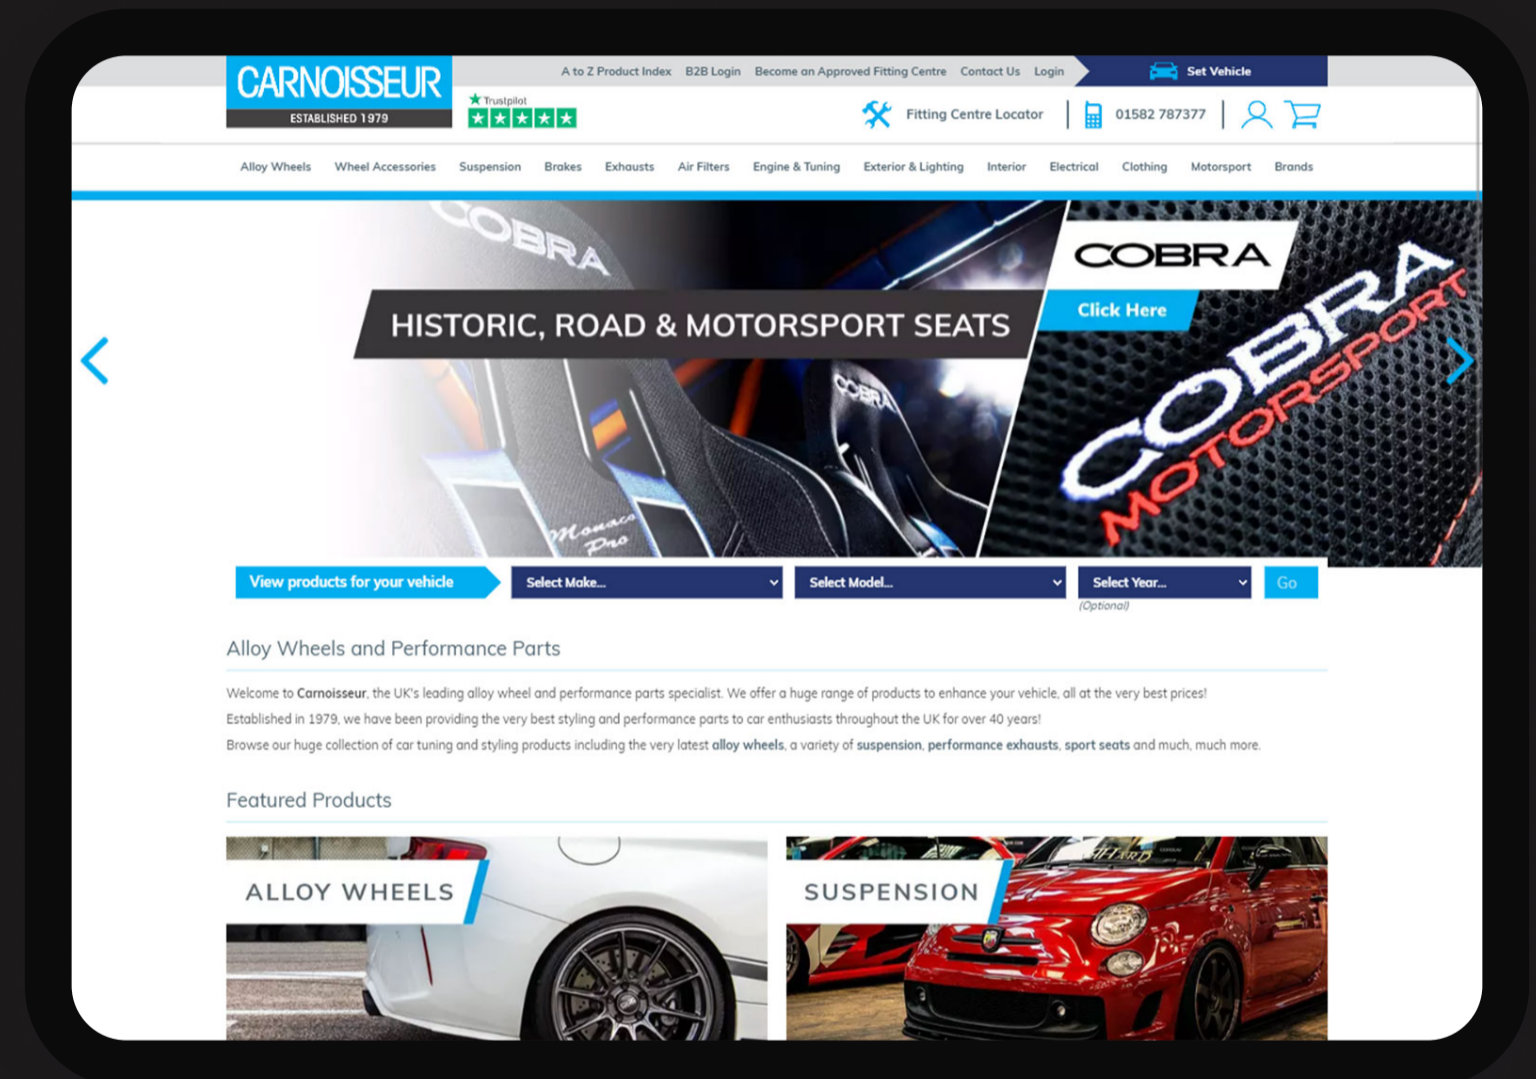 CARNOISSEUR
ESTABLISHED 1979
Trustpilot
A to Z Product Index B2B Login Become an Approved Fitting Centre Contact Us Login Set Vehicle
Fitting Centre Locator 01582 787377
Alloy Wheels Wheel Accessories Suspension Brakes Exhausts Air Filters Engine & Tuning Exterior & Lighting Interior Electrical Clothing Motorsport Brands
COBRA
COBRA
HISTORIC, ROAD & MOTORSPORT SEATS
Click Here
COBRA
COBRA
MOTORSPORT
Monaco
Pro
View products for your vehicle Select Make... Select Model... Select Year... Go
(Optional)
Alloy Wheels and Performance Parts
Welcome to Carnoisseur, the UK's leading alloy wheel and performance parts specialist. We offer a huge range of products to enhance your vehicle, all at the very best prices!
Established in 1979, we have been providing the very best styling and performance parts to car enthusiasts throughout the UK for over 40 years!
Browse our huge collection of car tuning and styling products including the very latest alloy wheels, a variety of suspension, performance exhausts, sport seats and much, much more.
Featured Products
ALLOY WHEELS
SUSPENSION